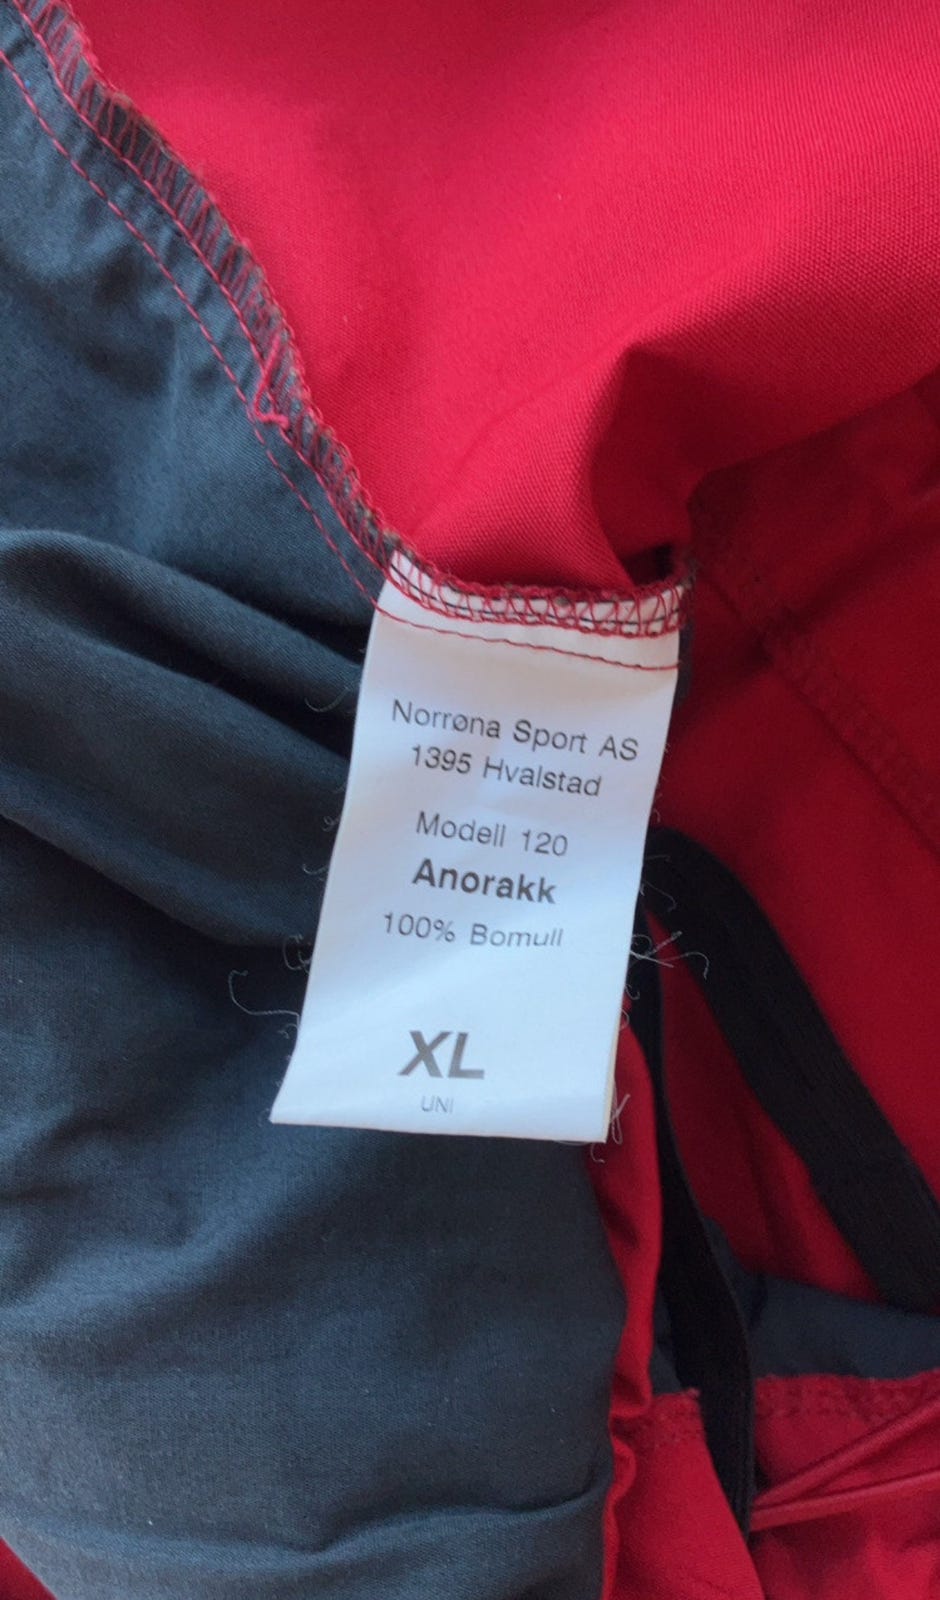 Norrøna Sport AS
1395 Hvalstad
Modell 120
Anorakk
100% Bomull
XL
UNI